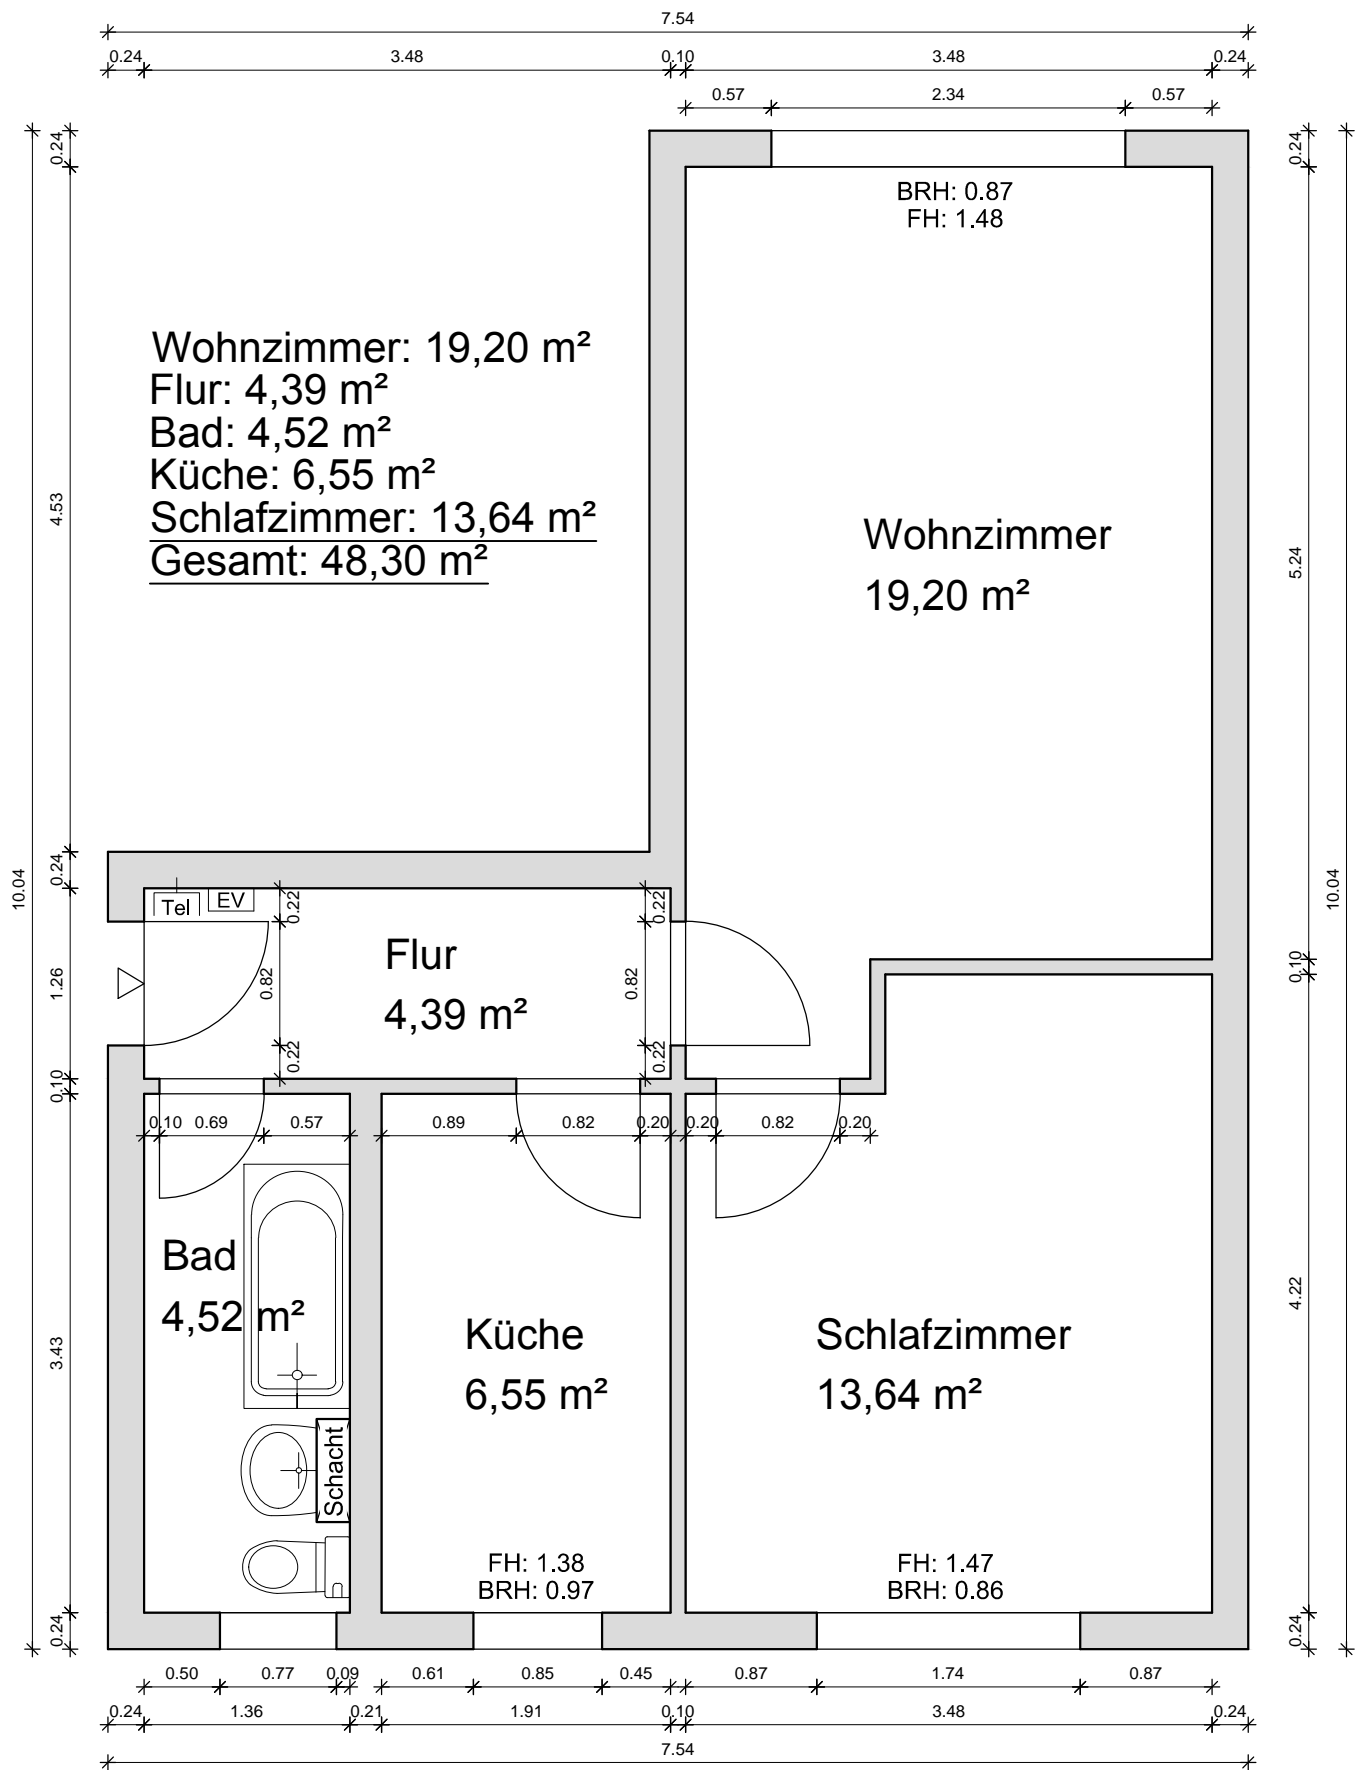 7.54
0.24 3.48 0.10 3.48 0.24
0.57 2.34 0.57
BRH: 0.87
FH: 1.48
Wohnzimmer: 19,20 m²
Flur: 4,39 m²
Bad: 4,52 m²
Küche: 6,55 m²
Schlafzimmer: 13,64 m²
Gesamt: 48,30 m²
Wohnzimmer
19,20 m²
10.04
0.24
4.53
0.24
1.26
0.10
3.43
0.24
Tel
EV
0.22
0.82
0.22
Flur
4,39 m²
0.22
0.82
0.22
0.24
5.24
0.10
4.22
0.24
10.04
0.10 0.69 0.57 0.89 0.82 0.20 0.20 0.82 0.20
Bad
4,52 m²
Schacht
Küche
6,55 m²
Schlafzimmer
13,64 m²
FH: 1.38
BRH: 0.97
FH: 1.47
BRH: 0.86
0.50 0.77 0.09 0.61 0.85 0.45 0.87 1.74 0.87
0.24 1.36 0.21 1.91 0.10 3.48 0.24
7.54